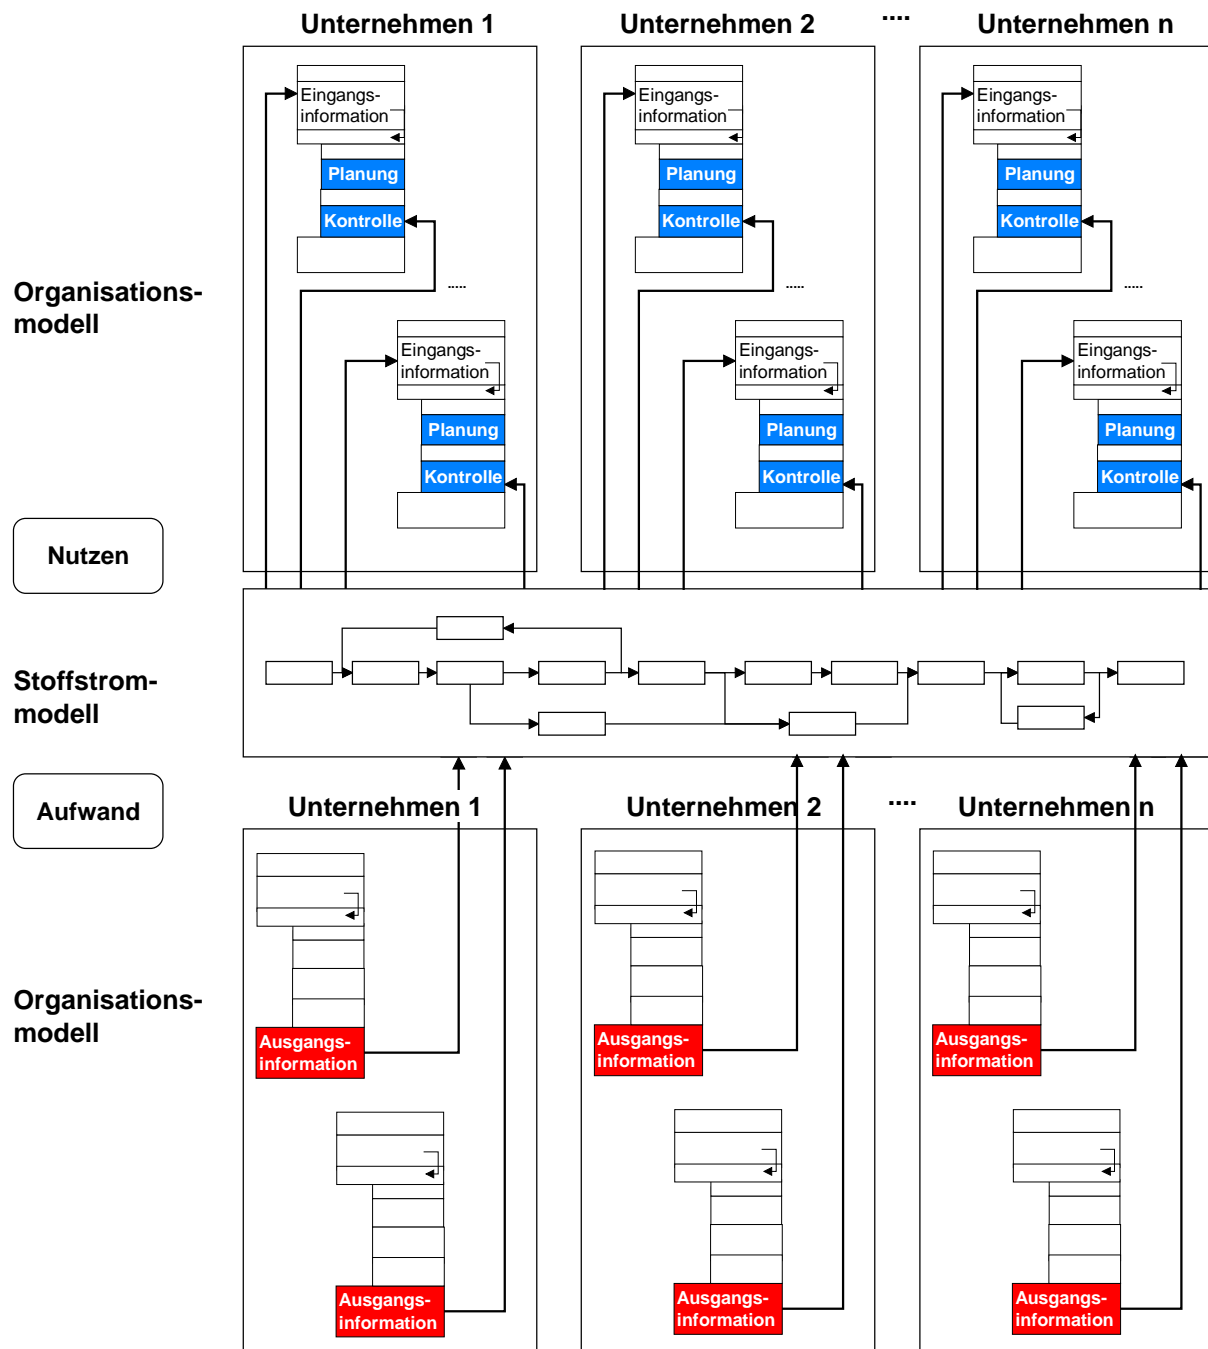 Unternehmen 1
Unternehmen 2
....
Unternehmen n
Eingangs-
information
Planung
Kontrolle
.....
Eingangs-
information
Planung
Kontrolle
Eingangs-
information
Planung
Kontrolle
.....
Eingangs-
information
Planung
Kontrolle
Eingangs-
information
Planung
Kontrolle
.....
Eingangs-
information
Planung
Kontrolle
Organisations-
modell
Nutzen
Stoffstrom-
modell
Aufwand
Unternehmen 1
Unternehmen 2
....
Unternehmen n
Organisations-
modell
Ausgangs-
information
Ausgangs-
information
Ausgangs-
information
Ausgangs-
information
Ausgangs-
information
Ausgangs-
information